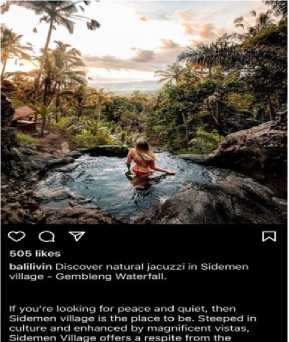 505 likes
balilivin Discover natural jacuzzi in Sidemen
village - Gembleng Waterfall.
If you're looking for peace and quiet, then
Sidemen village is the place to be. Steeped in
culture and enhanced by magnificent vistas,
Sidemen Village offers a respite from the